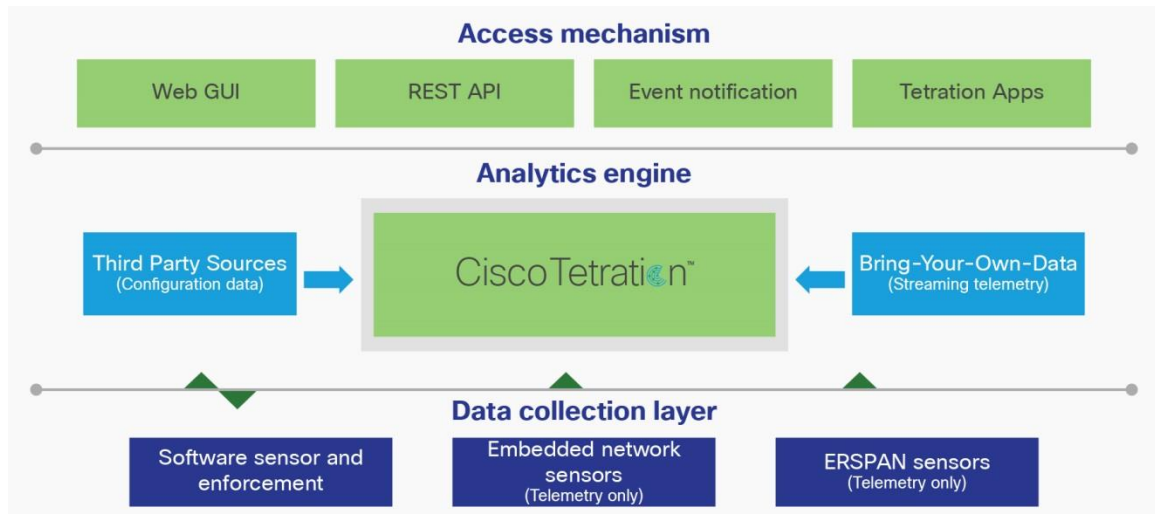 Access mechanism
Web GUI
REST API
Event notification
Tetration Apps
Analytics engine
Third Party Sources
(Configuration data)
Cisco Tetration™
Bring-Your-Own-Data
(Streaming telemetry)
Data collection layer
Software sensor and
enforcement
Embedded network
sensors
(Telemetry only)
ERSPAN sensors
(Telemetry only)